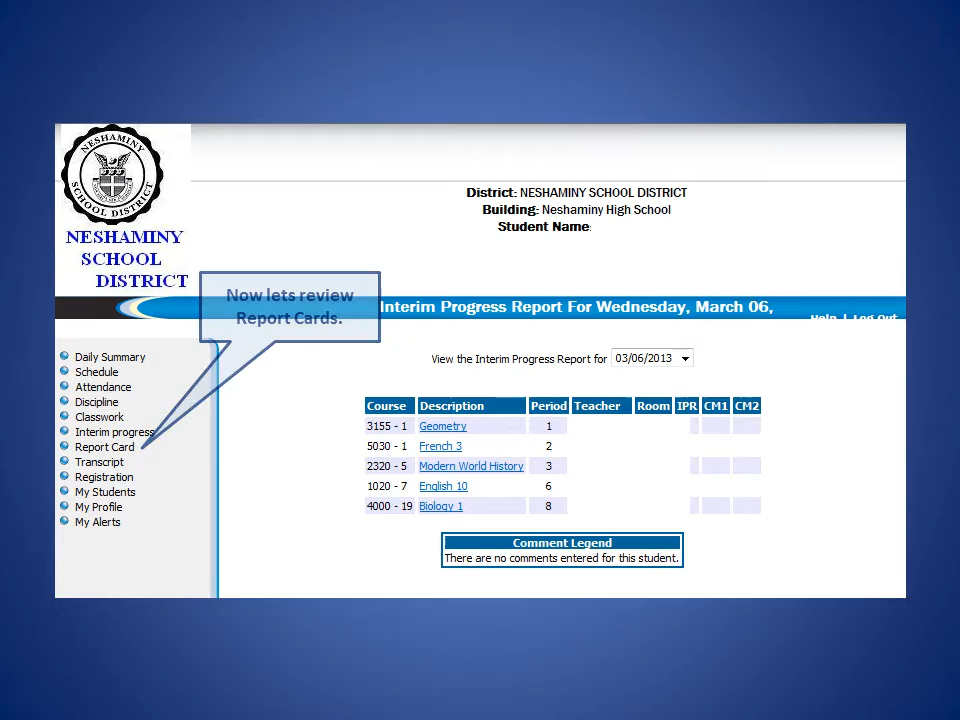 NESHAMINY
SCHOOL DISTRICT
NESHAMINY
SCHOOL
DISTRICT
District: NESHAMINY SCHOOL DISTRICT
Building: Neshaminy High School
Student Name:
Now lets review
Report Cards.
Interim Progress Report For Wednesday, March 06,
Help | Log Out
View the Interim Progress Report for 03/06/2013
Daily Summary
Schedule
Attendance
Discipline
Classwork
Interim progress
Report Card
Transcript
Registration
My Students
My Profile
My Alerts
Course Description Period Teacher Room IPR CM1 CM2
3155 - 1 Geometry 1
5030 - 1 French 3 2
2320 - 5 Modern World History 3
1020 - 7 English 10 6
4000 - 19 Biology 1 8
Comment Legend
There are no comments entered for this student.